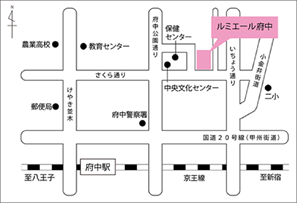 ルミエール府中
保健
センター
府中公園通り
いちょう通り
小金井街道
農業高校
教育センター
さくら通り
中央文化センター
二小
けやき並木
郵便局
府中警察署
国道20号線(甲州街道)
府中駅
至八王子
京王線
至新宿